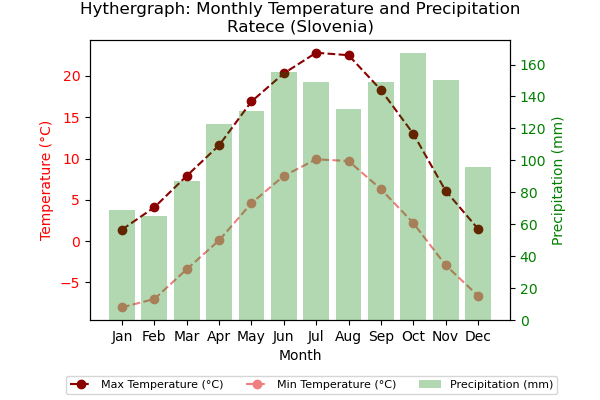 Hythergraph: Monthly Temperature and Precipitation
Ratece (Slovenia)
Temperature (°C)
20
15
10
5
0
−5
Precipitation (mm)
160
140
120
100
80
60
40
20
0
Jan Feb Mar Apr May Jun Jul Aug Sep Oct Nov Dec
Month
Max Temperature (°C) Min Temperature (°C) Precipitation (mm)